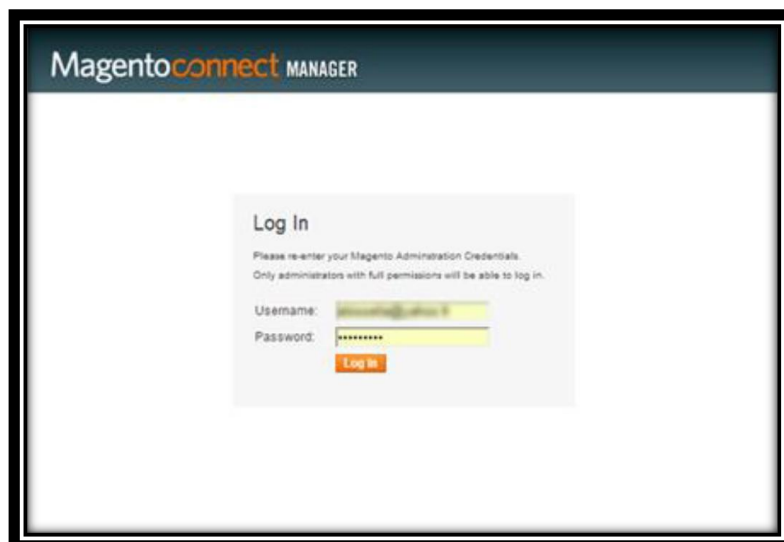 Magentoconnect MANAGER
Log In
Please re-enter your Magento Adminstration Credentials.
Only administrators with full permissions will be able to log in.
Username:
Password: •••••••••
Log In